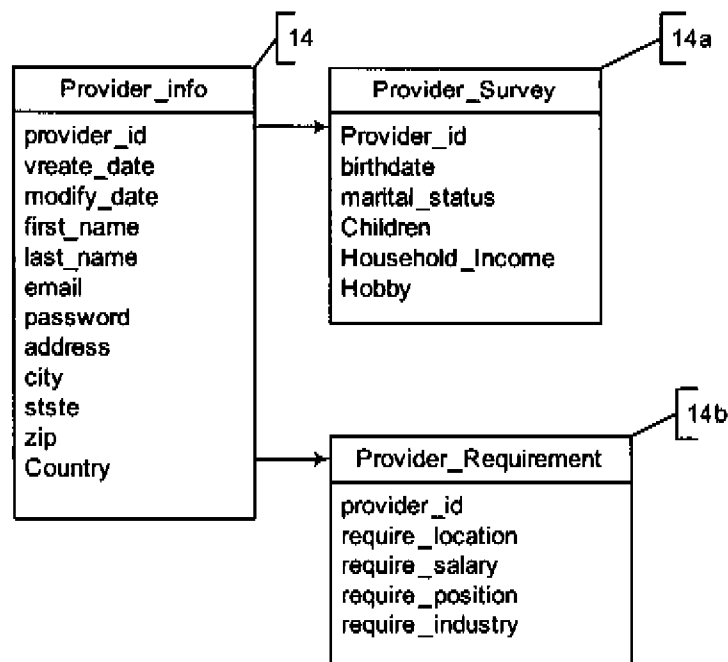 14
Provider_info
provider_id
vreate_date
modify_date
first_name
last_name
email
password
address
city
stste
zip
Country
14a
Provider_Survey
Provider_id
birthdate
marital_status
Children
Household_Income
Hobby
14b
Provider_Requirement
provider_id
require_location
require_salary
require_position
require_industry